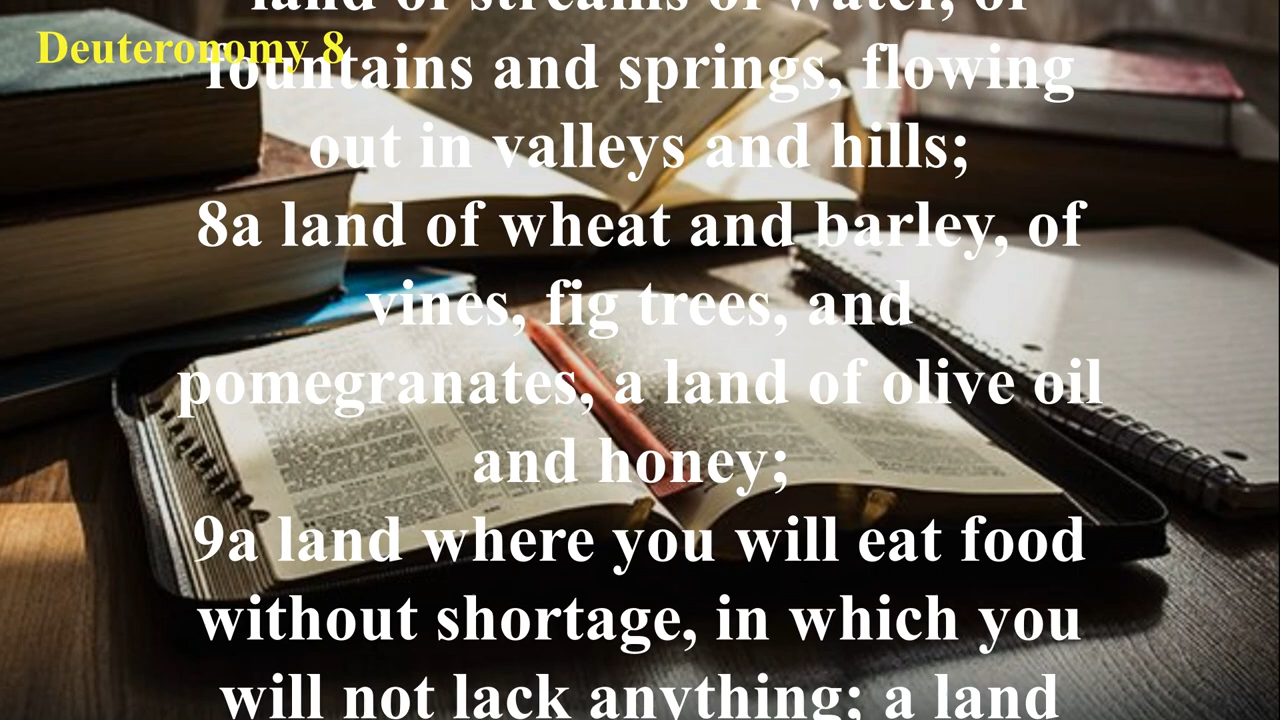 land of streams of water, of
Deuteronomy 8
fountains and springs, flowing
out in valleys and hills;
8a land of wheat and barley, of
vines, fig trees, and
pomegranates, a land of olive oil
and honey;
9a land where you will eat food
without shortage, in which you
will not lack anything; a land